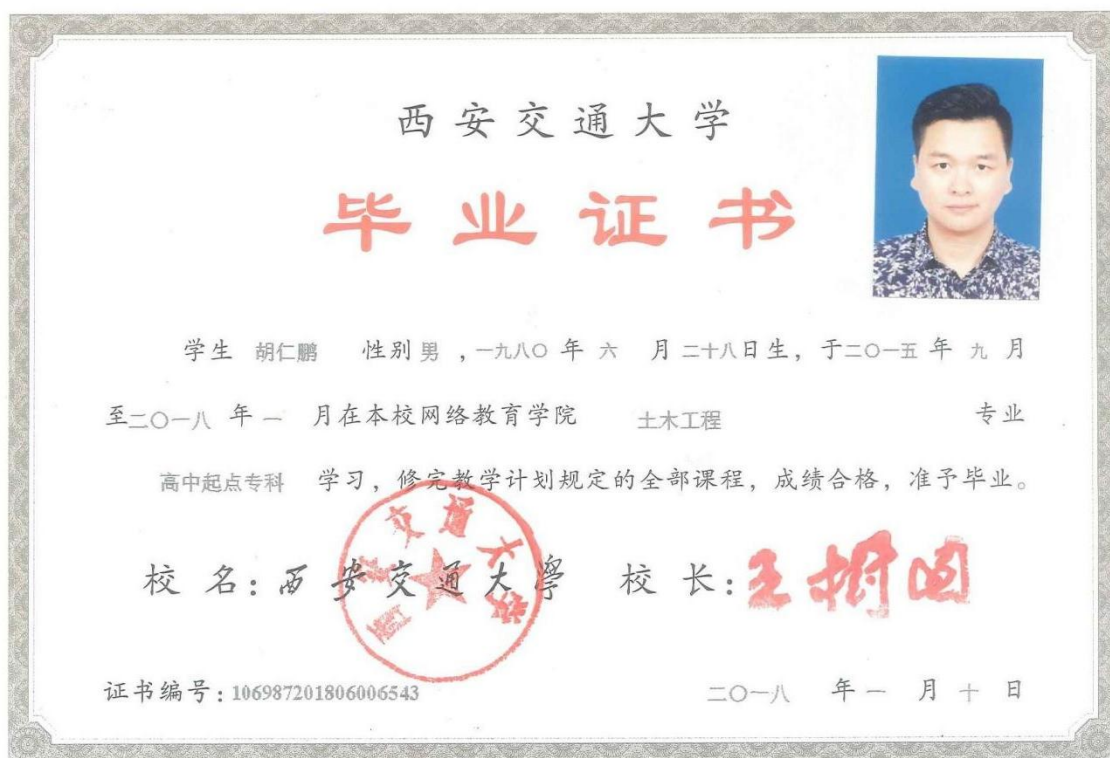 西安交通大学
毕业证书
学生 胡仁鹏 性别 男 ，一九八〇 年 六 月 二十八日生，于二〇一五 年 九 月
至二〇一八 年 一 月在本校网络教育学院 土木工程 专业
高中起点专科 学习，修完教学计划规定的全部课程，成绩合格，准予毕业。
校 名：西安交通大學 校 长：王树国
西安交通大学
证书编号：106987201806006543 二〇一八 年 一 月 十 日